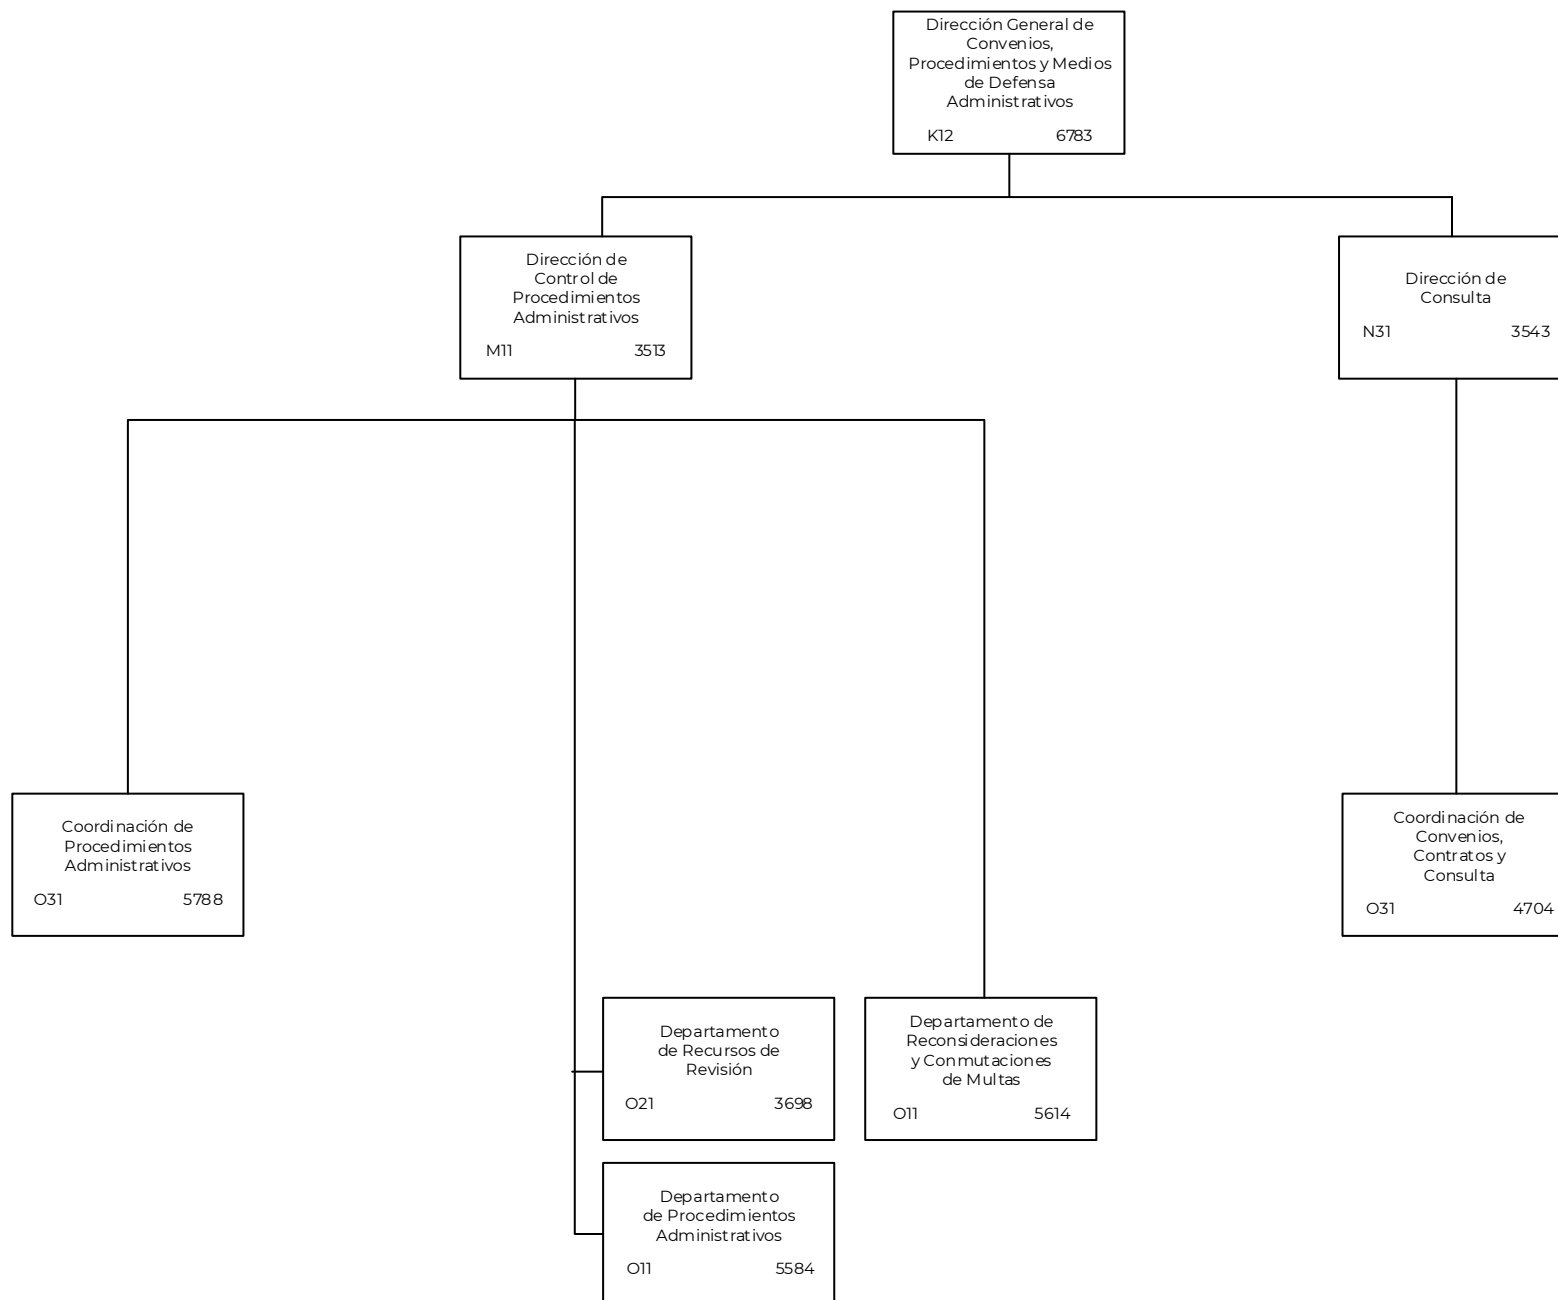 Dirección General de
Convenios,
Procedimientos y Medios
de Defensa
Administrativos
K12 6783
Dirección de
Control de
Procedimientos
Administrativos
M11 3513
Dirección de
Consulta
N31 3543
Coordinación de
Procedimientos
Administrativos
O31 5788
Coordinación de
Convenios,
Contratos y
Consulta
O31 4704
Departamento
de Recursos de
Revisión
O21 3698
Departamento de
Reconsideraciones
y Conmutaciones
de Multas
O11 5614
Departamento
de Procedimientos
Administrativos
O11 5584